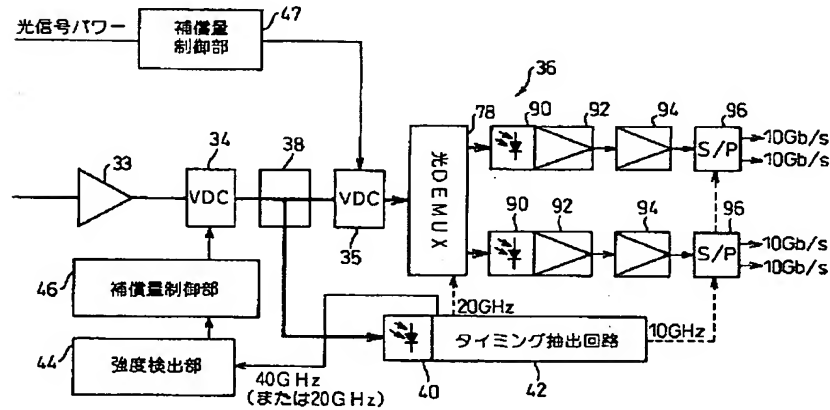 光信号パワー
補償量
制御部
47
36
33
34
VDC
38
VDC
35
78
光DEMUX
90
92
94
96
S/P
10Gb/s
10Gb/s
90
92
94
96
S/P
10Gb/s
10Gb/s
46
補償量制御部
44
強度検出部
20GHz
10GHz
タイミング抽出回路
40
42
40GHz
(または20GHz)